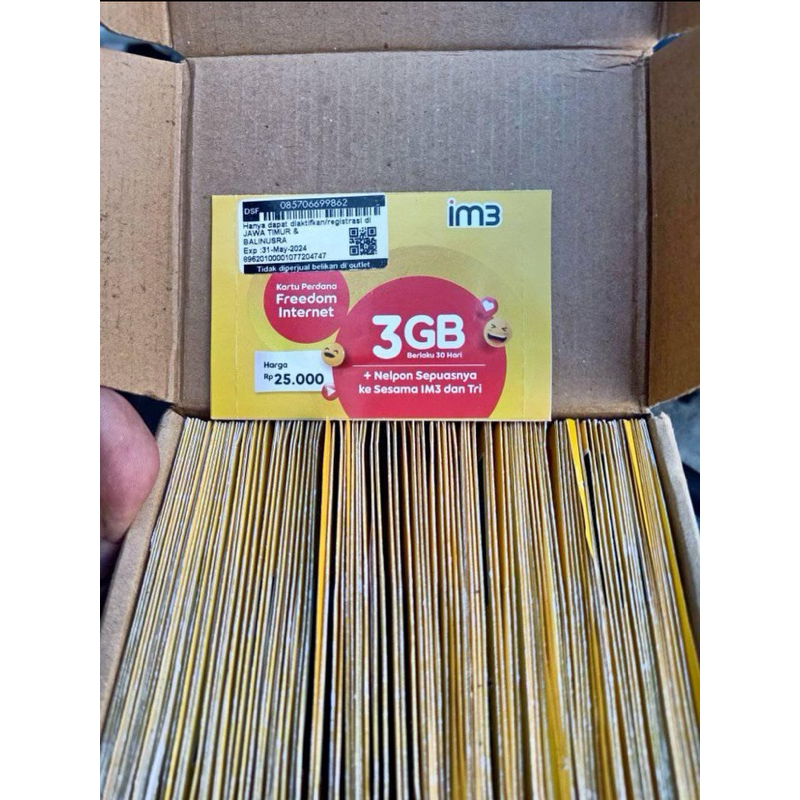 DSF 085706699862
Hanya dapat diaktifkan/registrasi di
JAWA TIMUR &
BALINUSRA
Exp :31-May-2024
89620100001077204747
Tidak diperjual belikan di outlet
im3
Kartu Perdana
Freedom
Internet
3GB
Berlaku 30 Hari
+ Nelpon Sepuasnya
ke Sesama IM3 dan Tri
Harga
Rp 25.000